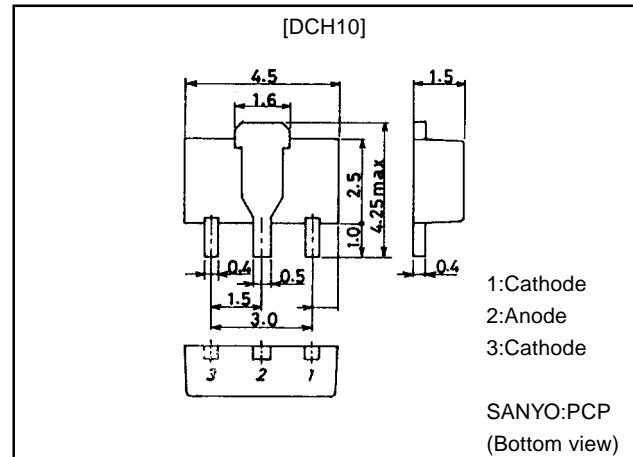 [DCH10]
4.5
1.6
1.5
2.5
4.25max
1.0
0.4
0.5
0.4
1.5
3.0
1:Cathode
2:Anode
3:Cathode
3 2 1
SANYO:PCP
(Bottom view)